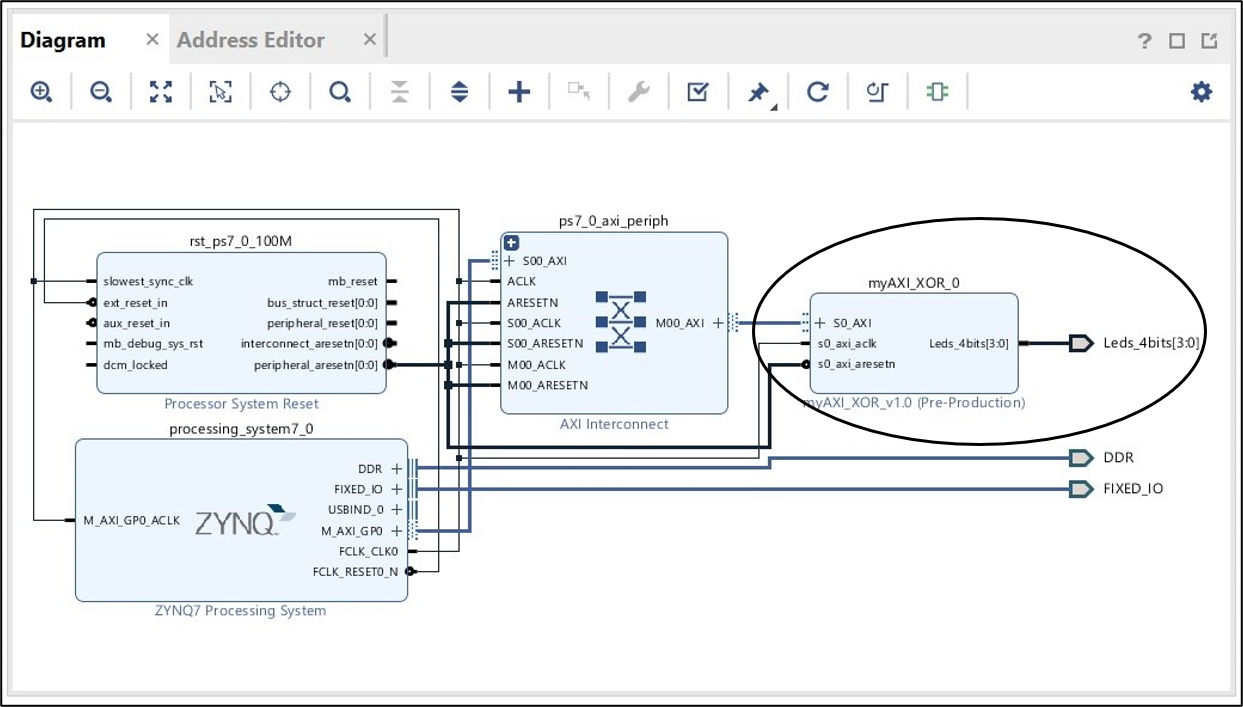 Diagram
Address Editor
?
rst_ps7_0_100M
slowest_sync_clk
ext_reset_in
aux_reset_in
mb_debug_sys_rst
dcm_locked
mb_reset
bus_struct_reset[0:0]
peripheral_reset[0:0]
interconnect_aresetn[0:0]
peripheral_aresetn[0:0]
Processor System Reset
processing_system7_0
M_AXI_GP0_ACLK
ZYNQ
DDR
FIXED_IO
USBIND_0
M_AXI_GP0
FCLK_CLK0
FCLK_RESET0_N
ZYNQ7 Processing System
ps7_0_axi_periph
S00_AXI
ACLK
ARESETN
S00_ACLK
S00_ARESETN
M00_ACLK
M00_ARESETN
M00_AXI
AXI Interconnect
myAXI_XOR_0
S0_AXI
s0_axi_aclk
s0_axi_aresetn
Leds_4bits[3:0]
myAXI_XOR_v1.0 (Pre-Production)
Leds_4bits[3:0]
DDR
FIXED_IO